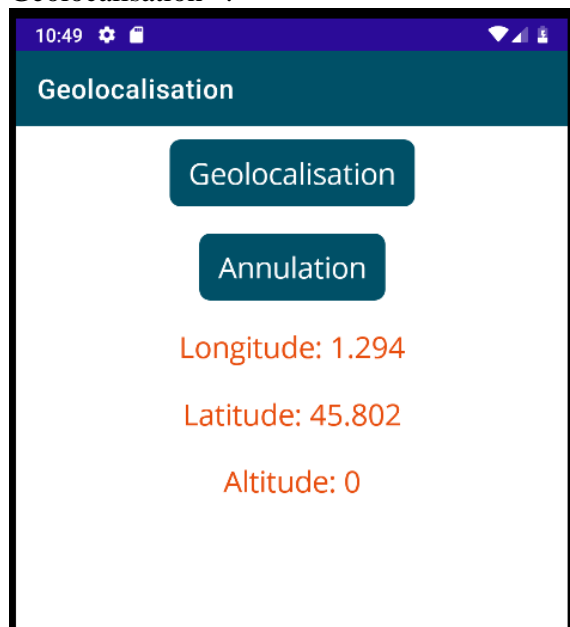 10:49
Geolocalisation
Geolocalisation
Annulation
Longitude: 1.294
Latitude: 45.802
Altitude: 0